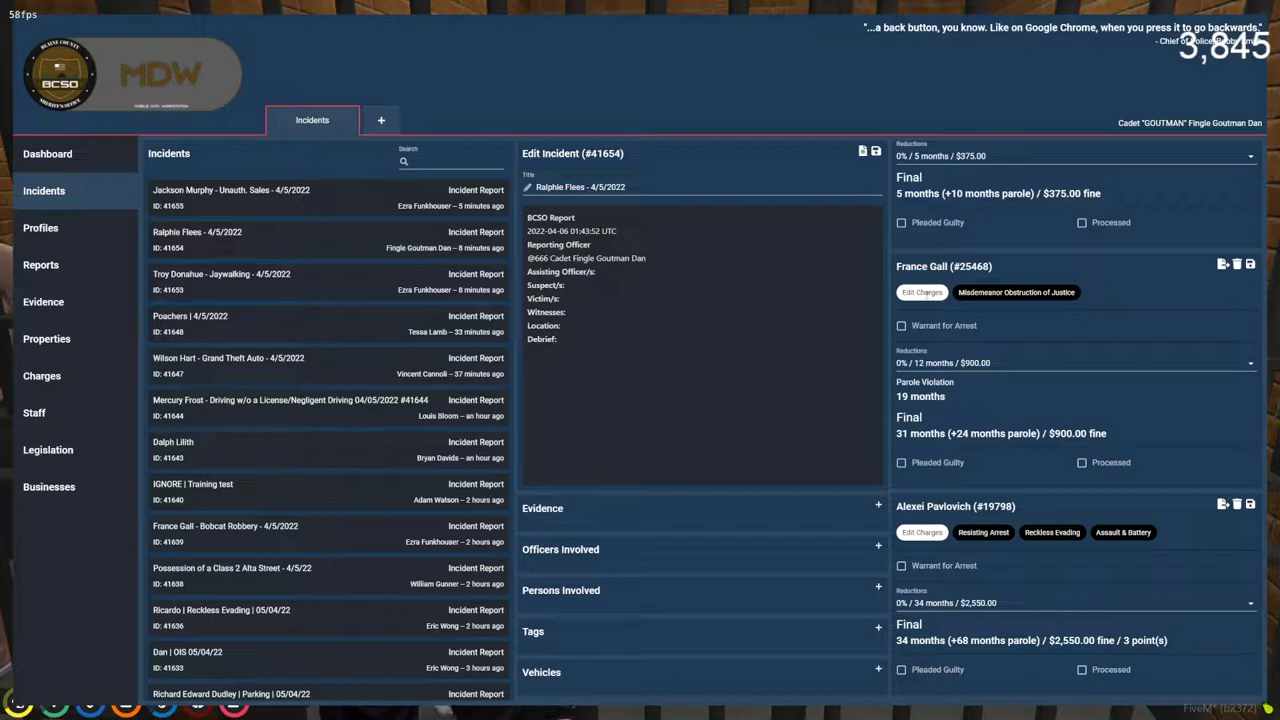 58fps
"...a back button, you know. Like on Google Chrome, when you press it to go backwards."
3,845
BLAINE COUNTY
BCSO
SHERIFF'S OFFICE
MDW
MOBILE DATA WORKSTATION
Incidents
+
Cadet "GOUTMAN" Fingle Goutman Dan
Dashboard
Incidents
Profiles
Reports
Evidence
Properties
Charges
Staff
Legislation
Businesses
Incidents
Search
Jackson Murphy - Unauth. Sales - 4/5/2022 Incident Report
ID: 41655 Ezra Funkhouser – 5 minutes ago
Ralphie Flees - 4/5/2022 Incident Report
ID: 41654 Fingle Goutman Dan – 8 minutes ago
Troy Donahue - Jaywalking - 4/5/2022 Incident Report
ID: 41653 Ezra Funkhouser – 8 minutes ago
Poachers | 4/5/2022 Incident Report
ID: 41648 Tessa Lamb – 33 minutes ago
Wilson Hart - Grand Theft Auto - 4/5/2022 Incident Report
ID: 41647 Vincent Cannoli – 37 minutes ago
Mercury Frost - Driving w/o a License/Negligent Driving 04/05/2022 #41644 Incident Report
ID: 41644 Louis Bloom – an hour ago
Dalph Lilith Incident Report
ID: 41643 Bryan Davids – an hour ago
IGNORE | Training test Incident Report
ID: 41640 Adam Watson – 2 hours ago
France Gall - Bobcat Robbery - 4/5/2022 Incident Report
ID: 41639 Ezra Funkhouser – 2 hours ago
Possession of a Class 2 Alta Street - 4/5/22 Incident Report
ID: 41638 William Gunner – 2 hours ago
Ricardo | Reckless Evading | 05/04/22 Incident Report
ID: 41636 Eric Wong – 2 hours ago
Dan | OIS 05/04/22 Incident Report
ID: 41633 Eric Wong – 3 hours ago
Richard Edward Dudley | Parking | 05/04/22 Incident Report
Edit Incident (#41654)
Title
Ralphie Flees - 4/5/2022
BCSO Report
2022-04-06 01:43:52 UTC
Reporting Officer
@666 Cadet Fingle Goutman Dan
Assisting Officer/s:
Suspect/s:
Victim/s:
Witnesses:
Location:
Debrief:
Evidence +
Officers Involved +
Persons Involved +
Tags +
Vehicles +
Reductions
0% / 5 months / $375.00
Final
5 months (+10 months parole) / $375.00 fine
Pleaded Guilty Processed
France Gall (#25468)
Edit Charges Misdemeanor Obstruction of Justice
Warrant for Arrest
Reductions
0% / 12 months / $900.00
Parole Violation
19 months
Final
31 months (+24 months parole) / $900.00 fine
Pleaded Guilty Processed
Alexei Pavlovich (#19798)
Edit Charges Resisting Arrest Reckless Evading Assault & Battery
Warrant for Arrest
Reductions
0% / 34 months / $2,550.00
Final
34 months (+68 months parole) / $2,550.00 fine / 3 point(s)
Pleaded Guilty Processed
FiveM* (b2372)